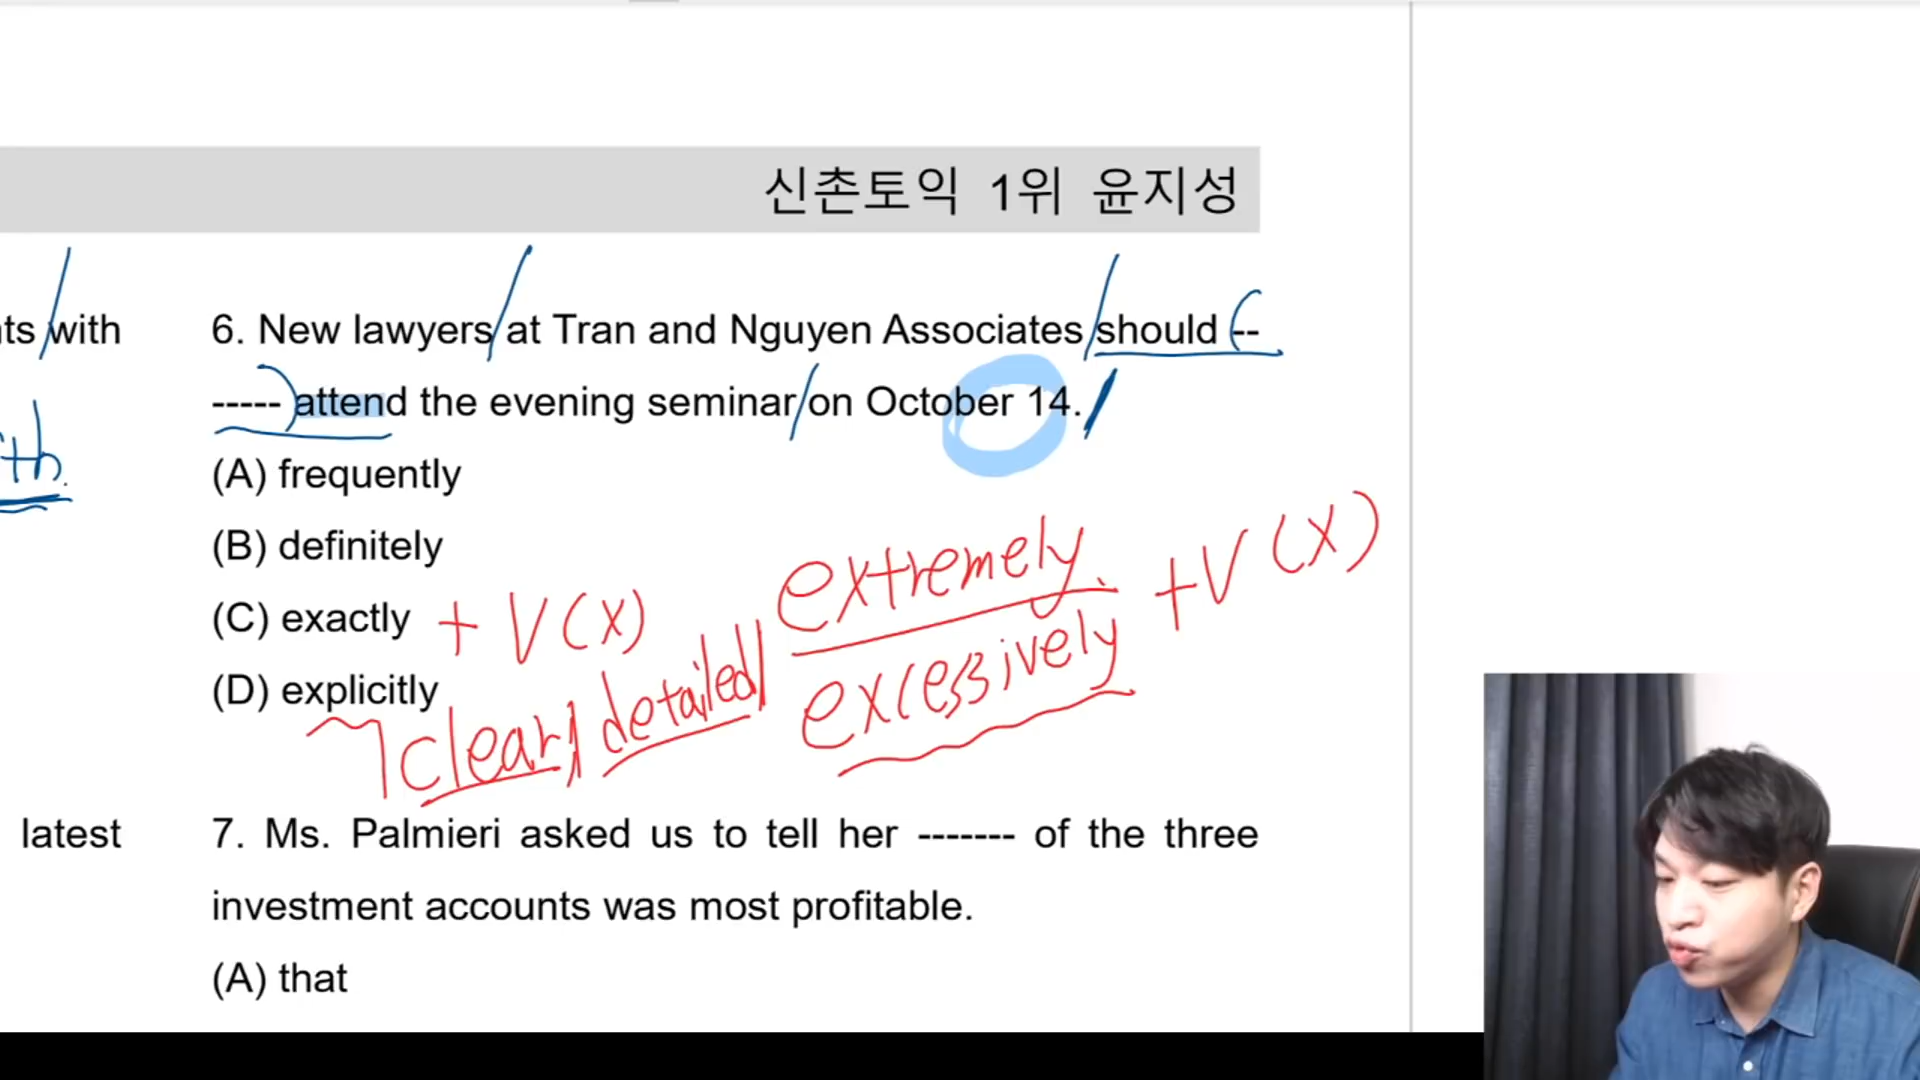 신촌토익 1위 윤지성
ts with
th.
latest
6. New lawyers at Tran and Nguyen Associates should --
----- attend the evening seminar on October 14.
(A) frequently
(B) definitely
(C) exactly + V (X)
(D) explicitly
clear, detailed
extremely
excessively
+V (X)
7. Ms. Palmieri asked us to tell her ------- of the three
investment accounts was most profitable.
(A) that